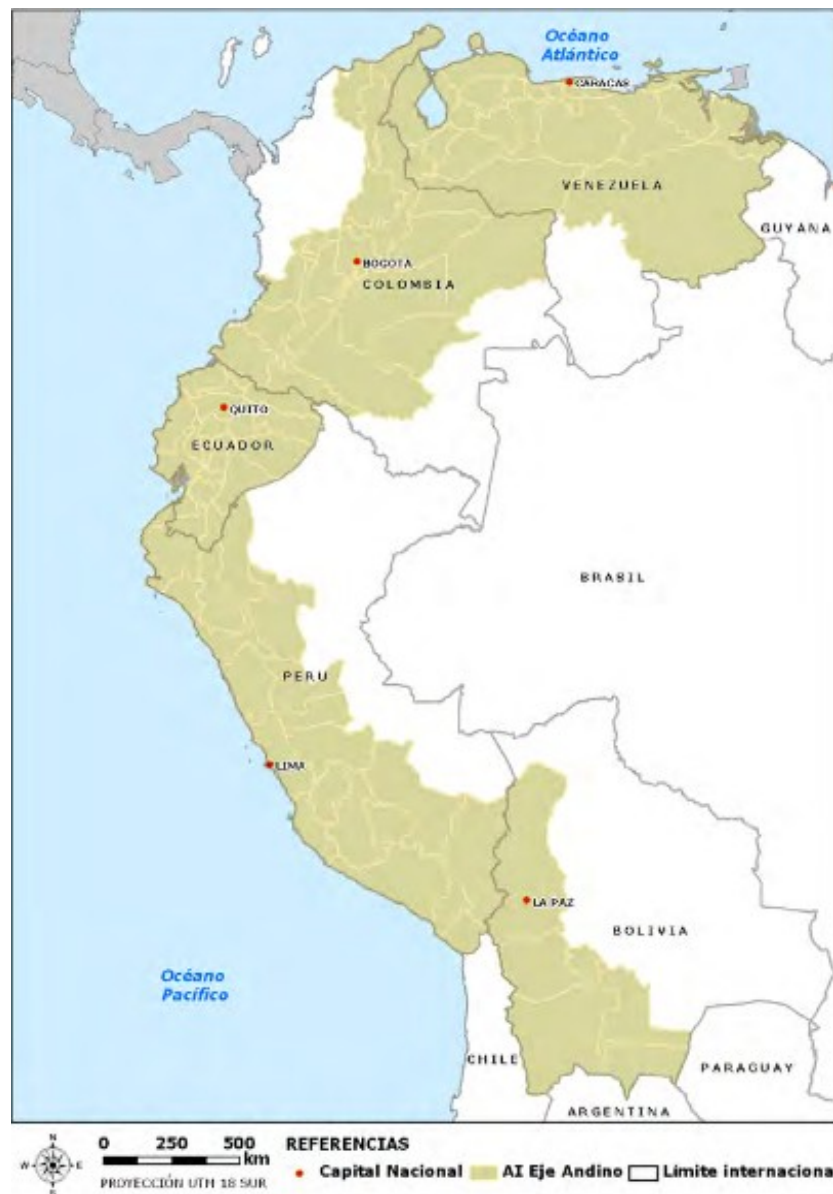 Océano
Atlántico
CARACAS
VENEZUELA
GUYANA
BOGOTA
COLOMBIA
QUITO
ECUADOR
BRASIL
PERU
LIMA
LA PAZ
BOLIVIA
Océano
Pacífico
CHILE
PARAGUAY
ARGENTINA
N
W E
S
0 250 500
km
PROYECCIÓN UTM 18 SUR
REFERENCIAS
Capital Nacional AI Eje Andino Límite internaciona